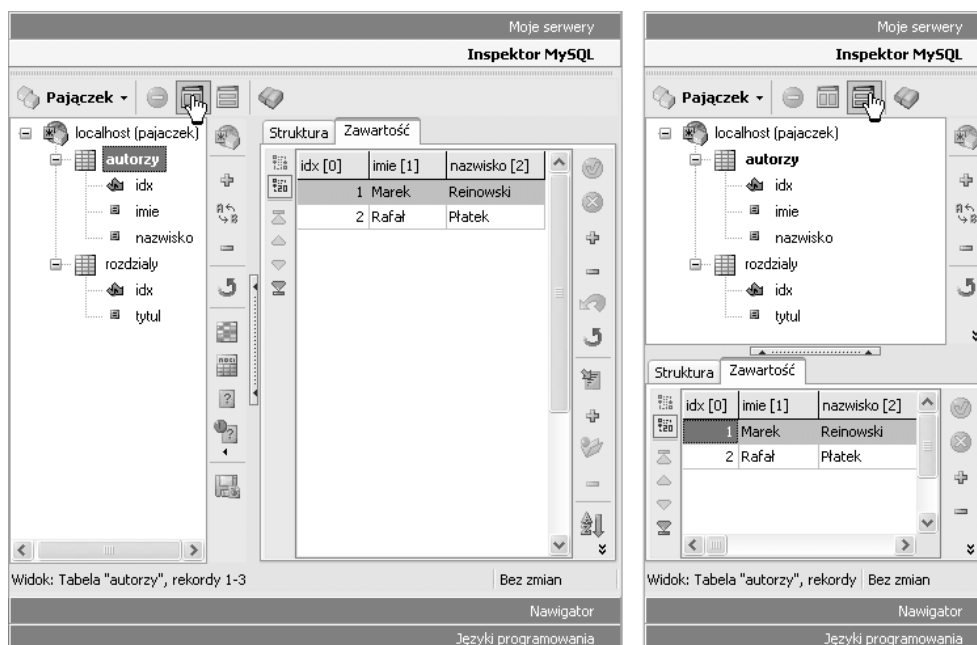 Moje serwery
Inspektor MySQL
Pajączek
localhost (pajaczek)
autorzy
idx
imie
nazwisko
rozdzialy
idx
tytul
Struktura Zawartość
idx [0] imie [1] nazwisko [2]
1 Marek Reinowski
2 Rafał Płatek
Widok: Tabela "autorzy", rekordy 1-3 Bez zmian
Nawigator
Języki programowania
Moje serwery
Inspektor MySQL
Pajączek
localhost (pajaczek)
autorzy
idx
imie
nazwisko
rozdzialy
idx
tytul
Struktura Zawartość
idx [0] imie [1] nazwisko [2]
1 Marek Reinowski
2 Rafał Płatek
Widok: Tabela "autorzy", rekordy Bez zmian
Nawigator
Języki programowania